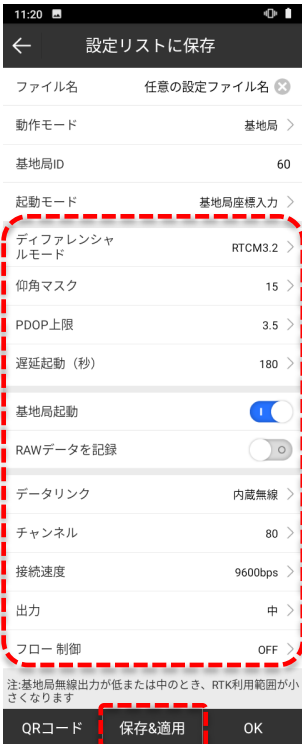 11:20
設定リストに保存
ファイル名 任意の設定ファイル名
動作モード 基地局
基地局ID 60
起動モード 基地局座標入力
ディファレンシャ
ルモード RTCM3.2
仰角マスク 15
PDOP上限 3.5
遅延起動（秒） 180
基地局起動
RAWデータを記録
データリンク 内蔵無線
チャンネル 80
接続速度 9600bps
出力 中
フロー 制御 OFF
注:基地局無線出力が低または中のとき、RTK利用範囲が小
さくなります
QRコード 保存&適用 OK